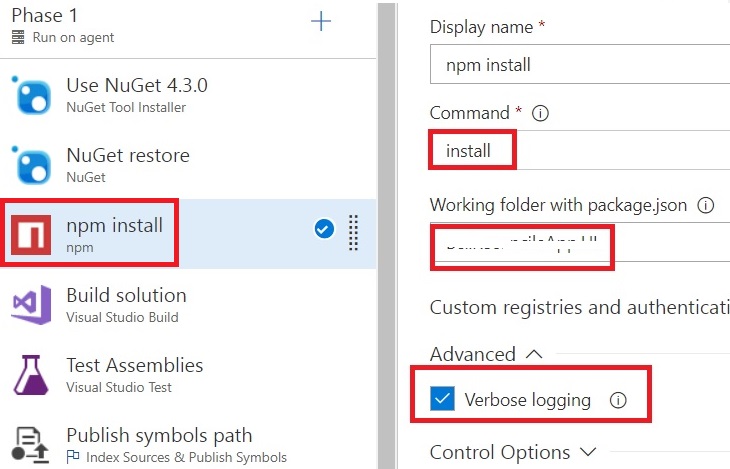 Phase 1
Run on agent
Use NuGet 4.3.0
NuGet Tool Installer
NuGet restore
NuGet
npm install
npm
Build solution
Visual Studio Build
Test Assemblies
Visual Studio Test
Publish symbols path
Index Sources & Publish Symbols
Display name *
npm install
Command *
install
Working folder with package.json
Custom registries and authenticati
Advanced
Verbose logging
Control Options